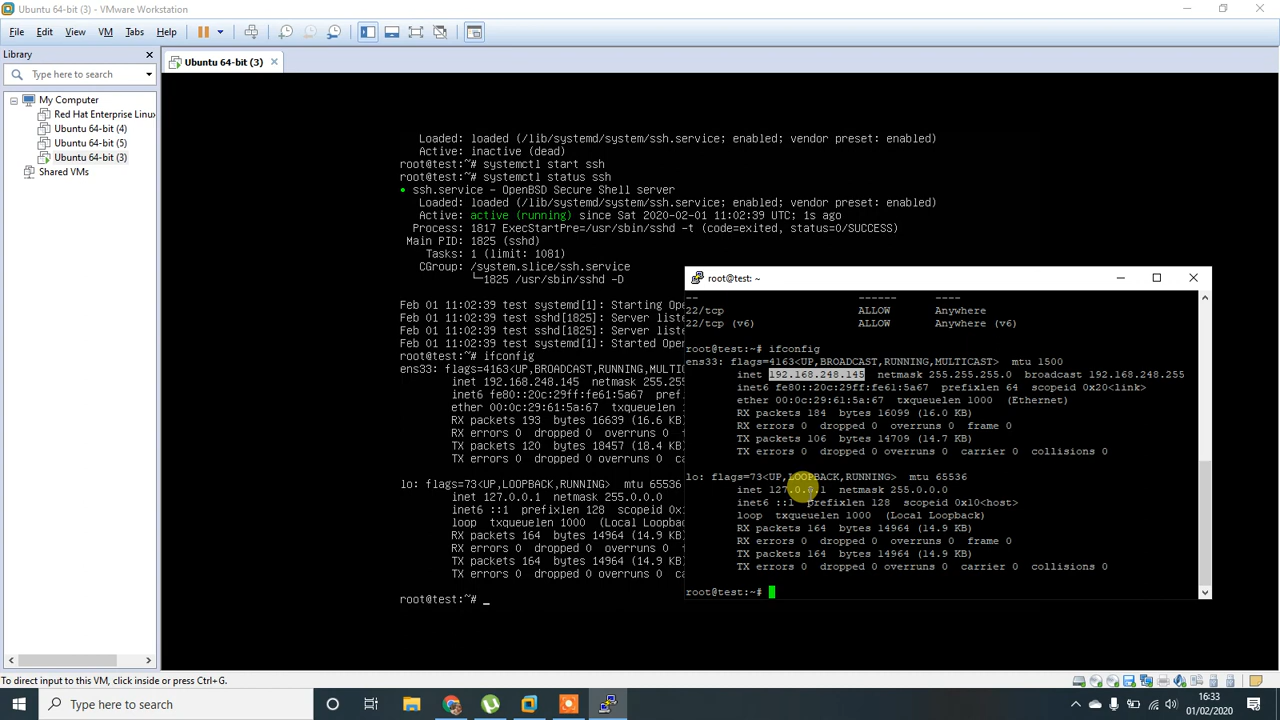 Ubuntu 64-bit (3) - VMware Workstation
File Edit View VM Tabs Help
Library
Type here to search
My Computer
Red Hat Enterprise Linu
Ubuntu 64-bit (4)
Ubuntu 64-bit (5)
Ubuntu 64-bit (3)
Shared VMs
Ubuntu 64-bit (3)
Loaded: loaded (/lib/systemd/system/ssh.service; enabled; vendor preset: enabled)
Active: inactive (dead)
root@test:~# systemctl start ssh
root@test:~# systemctl status ssh
● ssh.service - OpenBSD Secure Shell server
Loaded: loaded (/lib/systemd/system/ssh.service; enabled; vendor preset: enabled)
Active: active (running) since Sat 2020-02-01 11:02:39 UTC; 1s ago
Process: 1817 ExecStartPre=/usr/sbin/sshd -t (code=exited, status=0/SUCCESS)
Main PID: 1825 (sshd)
Tasks: 1 (limit: 1081)
CGroup: /system.slice/ssh.service
└─1825 /usr/sbin/sshd -D
Feb 01 11:02:39 test systemd[1]: Starting Ope
Feb 01 11:02:39 test sshd[1825]: Server liste
Feb 01 11:02:39 test sshd[1825]: Server liste
Feb 01 11:02:39 test systemd[1]: Started Open
root@test:~# ifconfig
ens33: flags=4163<UP,BROADCAST,RUNNING,MULTIC
inet 192.168.248.145 netmask 255.255
inet6 fe80::20c:29ff:fe61:5a67 prefi
ether 00:0c:29:61:5a:67 txqueuelen 1
RX packets 193 bytes 16639 (16.6 KB)
RX errors 0 dropped 0 overruns 0 f
TX packets 120 bytes 18457 (18.4 KB)
TX errors 0 dropped 0 overruns 0 ca
lo: flags=73<UP,LOOPBACK,RUNNING> mtu 65536
inet 127.0.0.1 netmask 255.0.0.0
inet6 ::1 prefixlen 128 scopeid 0x10
loop txqueuelen 1000 (Local Loopback
RX packets 164 bytes 14964 (14.9 KB)
RX errors 0 dropped 0 overruns 0 f
TX packets 164 bytes 14964 (14.9 KB)
TX errors 0 dropped 0 overruns 0 ca
root@test:~# _
root@test: ~
-- ------ ----
22/tcp ALLOW Anywhere
22/tcp (v6) ALLOW Anywhere (v6)
root@test:~# ifconfig
ens33: flags=4163<UP,BROADCAST,RUNNING,MULTICAST> mtu 1500
inet 192.168.248.145 netmask 255.255.255.0 broadcast 192.168.248.255
inet6 fe80::20c:29ff:fe61:5a67 prefixlen 64 scopeid 0x20<link>
ether 00:0c:29:61:5a:67 txqueuelen 1000 (Ethernet)
RX packets 184 bytes 16099 (16.0 KB)
RX errors 0 dropped 0 overruns 0 frame 0
TX packets 106 bytes 14709 (14.7 KB)
TX errors 0 dropped 0 overruns 0 carrier 0 collisions 0
lo: flags=73<UP,LOOPBACK,RUNNING> mtu 65536
inet 127.0.0.1 netmask 255.0.0.0
inet6 ::1 prefixlen 128 scopeid 0x10<host>
loop txqueuelen 1000 (Local Loopback)
RX packets 164 bytes 14964 (14.9 KB)
RX errors 0 dropped 0 overruns 0 frame 0
TX packets 164 bytes 14964 (14.9 KB)
TX errors 0 dropped 0 overruns 0 carrier 0 collisions 0
root@test:~#
To direct input to this VM, click inside or press Ctrl+G.
Type here to search
16:33
01/02/2020